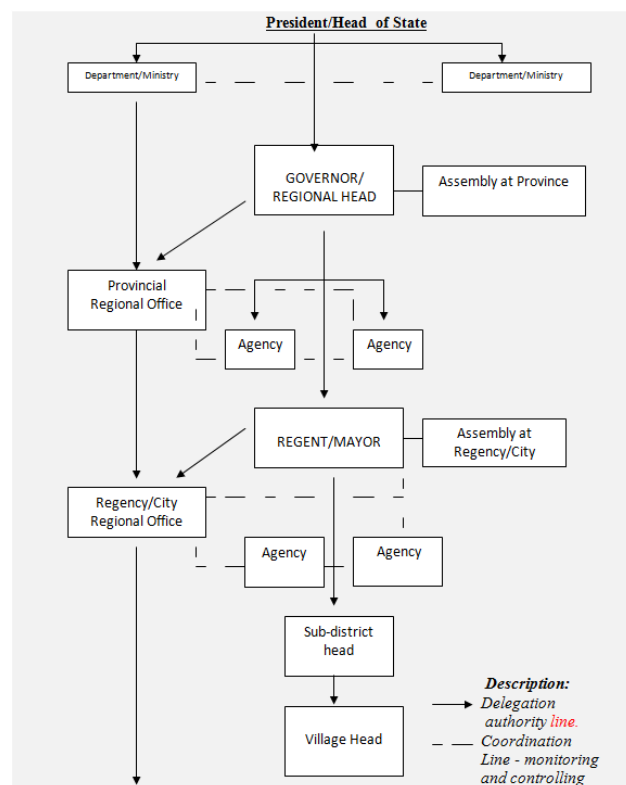 President/Head of State
Department/Ministry
Department/Ministry
GOVERNOR/
REGIONAL HEAD
Assembly at Province
Provincial
Regional Office
Agency
Agency
REGENT/MAYOR
Assembly at
Regency/City
Regency/City
Regional Office
Agency
Agency
Sub-district
head
Village Head
Description:
Delegation
authority line.
Coordination
Line - monitoring
and controlling